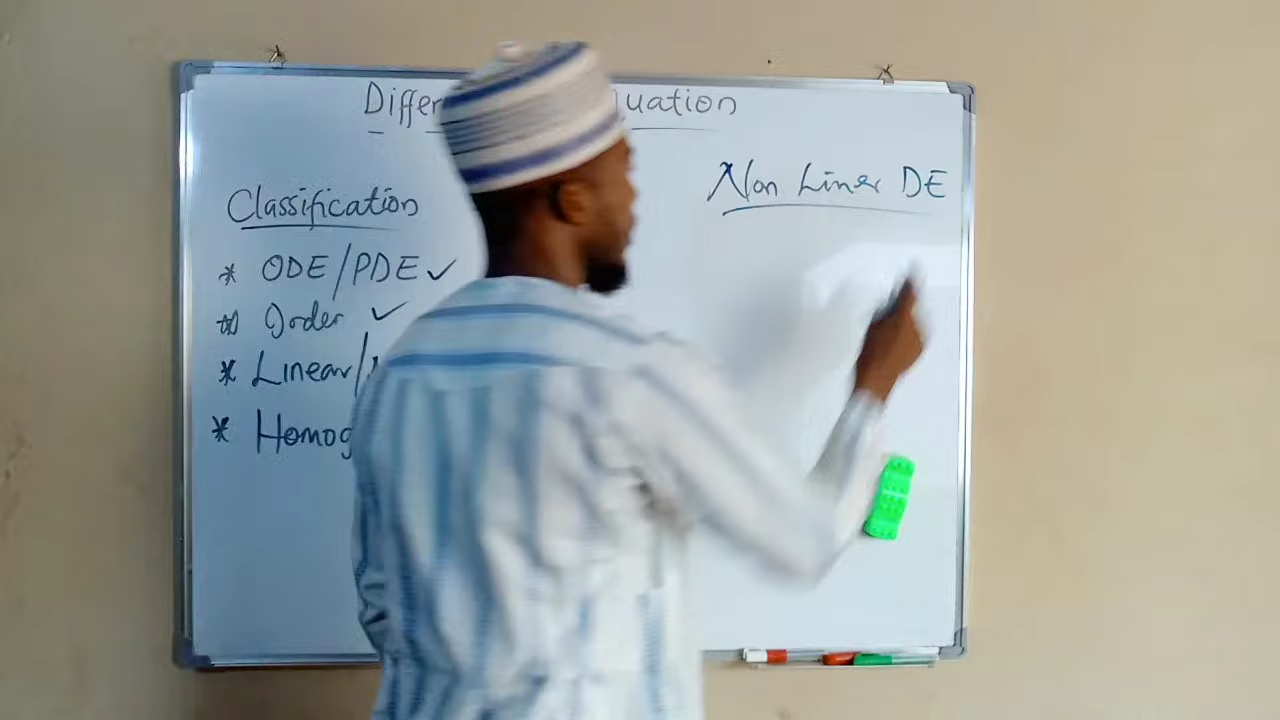 Differ uation
Classification
* ODE/PDE ✓
* Order ✓
* Linear/
* Homog
Non Liner DE